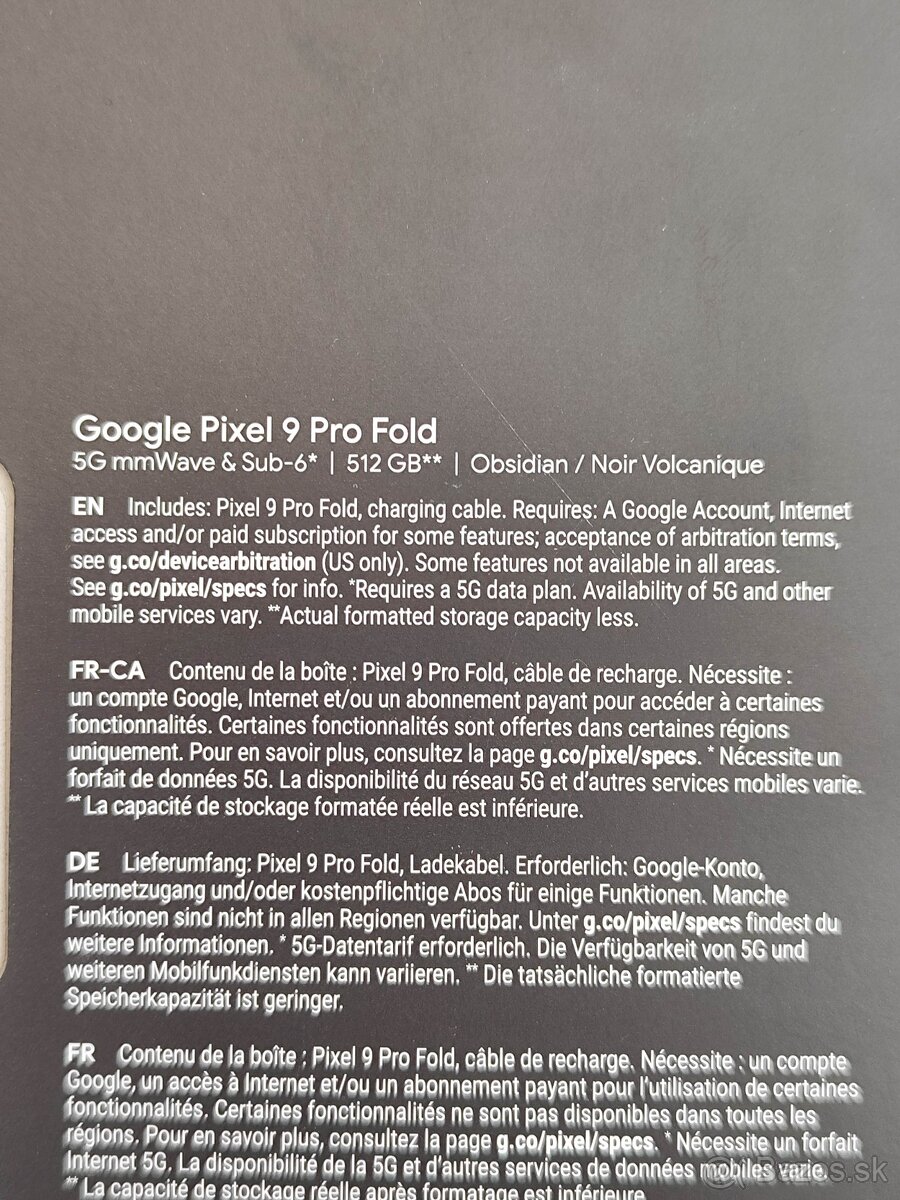 Google Pixel 9 Pro Fold
5G mmWave & Sub-6* | 512 GB** | Obsidian / Noir Volcanique
EN Includes: Pixel 9 Pro Fold, charging cable. Requires: A Google Account, Internet
access and/or paid subscription for some features; acceptance of arbitration terms,
see g.co/devicearbitration (US only). Some features not available in all areas.
See g.co/pixel/specs for info. *Requires a 5G data plan. Availability of 5G and other
mobile services vary. **Actual formatted storage capacity less.
FR-CA Contenu de la boîte : Pixel 9 Pro Fold, câble de recharge. Nécessite :
un compte Google, Internet et/ou un abonnement payant pour accéder à certaines
fonctionnalités. Certaines fonctionnalités sont offertes dans certaines régions
uniquement. Pour en savoir plus, consultez la page g.co/pixel/specs. * Nécessite un
forfait de données 5G. La disponibilité du réseau 5G et d'autres services mobiles varie.
** La capacité de stockage formatée réelle est inférieure.
DE Lieferumfang: Pixel 9 Pro Fold, Ladekabel. Erforderlich: Google-Konto,
Internetzugang und/oder kostenpflichtige Abos für einige Funktionen. Manche
Funktionen sind nicht in allen Regionen verfügbar. Unter g.co/pixel/specs findest du
weitere Informationen. * 5G-Datentarif erforderlich. Die Verfügbarkeit von 5G und
weiteren Mobilfunkdiensten kann variieren. ** Die tatsächliche formatierte
Speicherkapazität ist geringer.
FR Contenu de la boîte : Pixel 9 Pro Fold, câble de recharge. Nécessite : un compte
Google, un accès à Internet et/ou un abonnement payant pour l'utilisation de certaines
fonctionnalités. Certaines fonctionnalités ne sont pas disponibles dans toutes les
régions. Pour en savoir plus, consultez la page g.co/pixel/specs. * Nécessite un forfait
Internet 5G. La disponibilité de la 5G et d'autres services de données mobiles varie.
** La capacité de stockage réelle après formatage est inférieure.
Bazos.sk